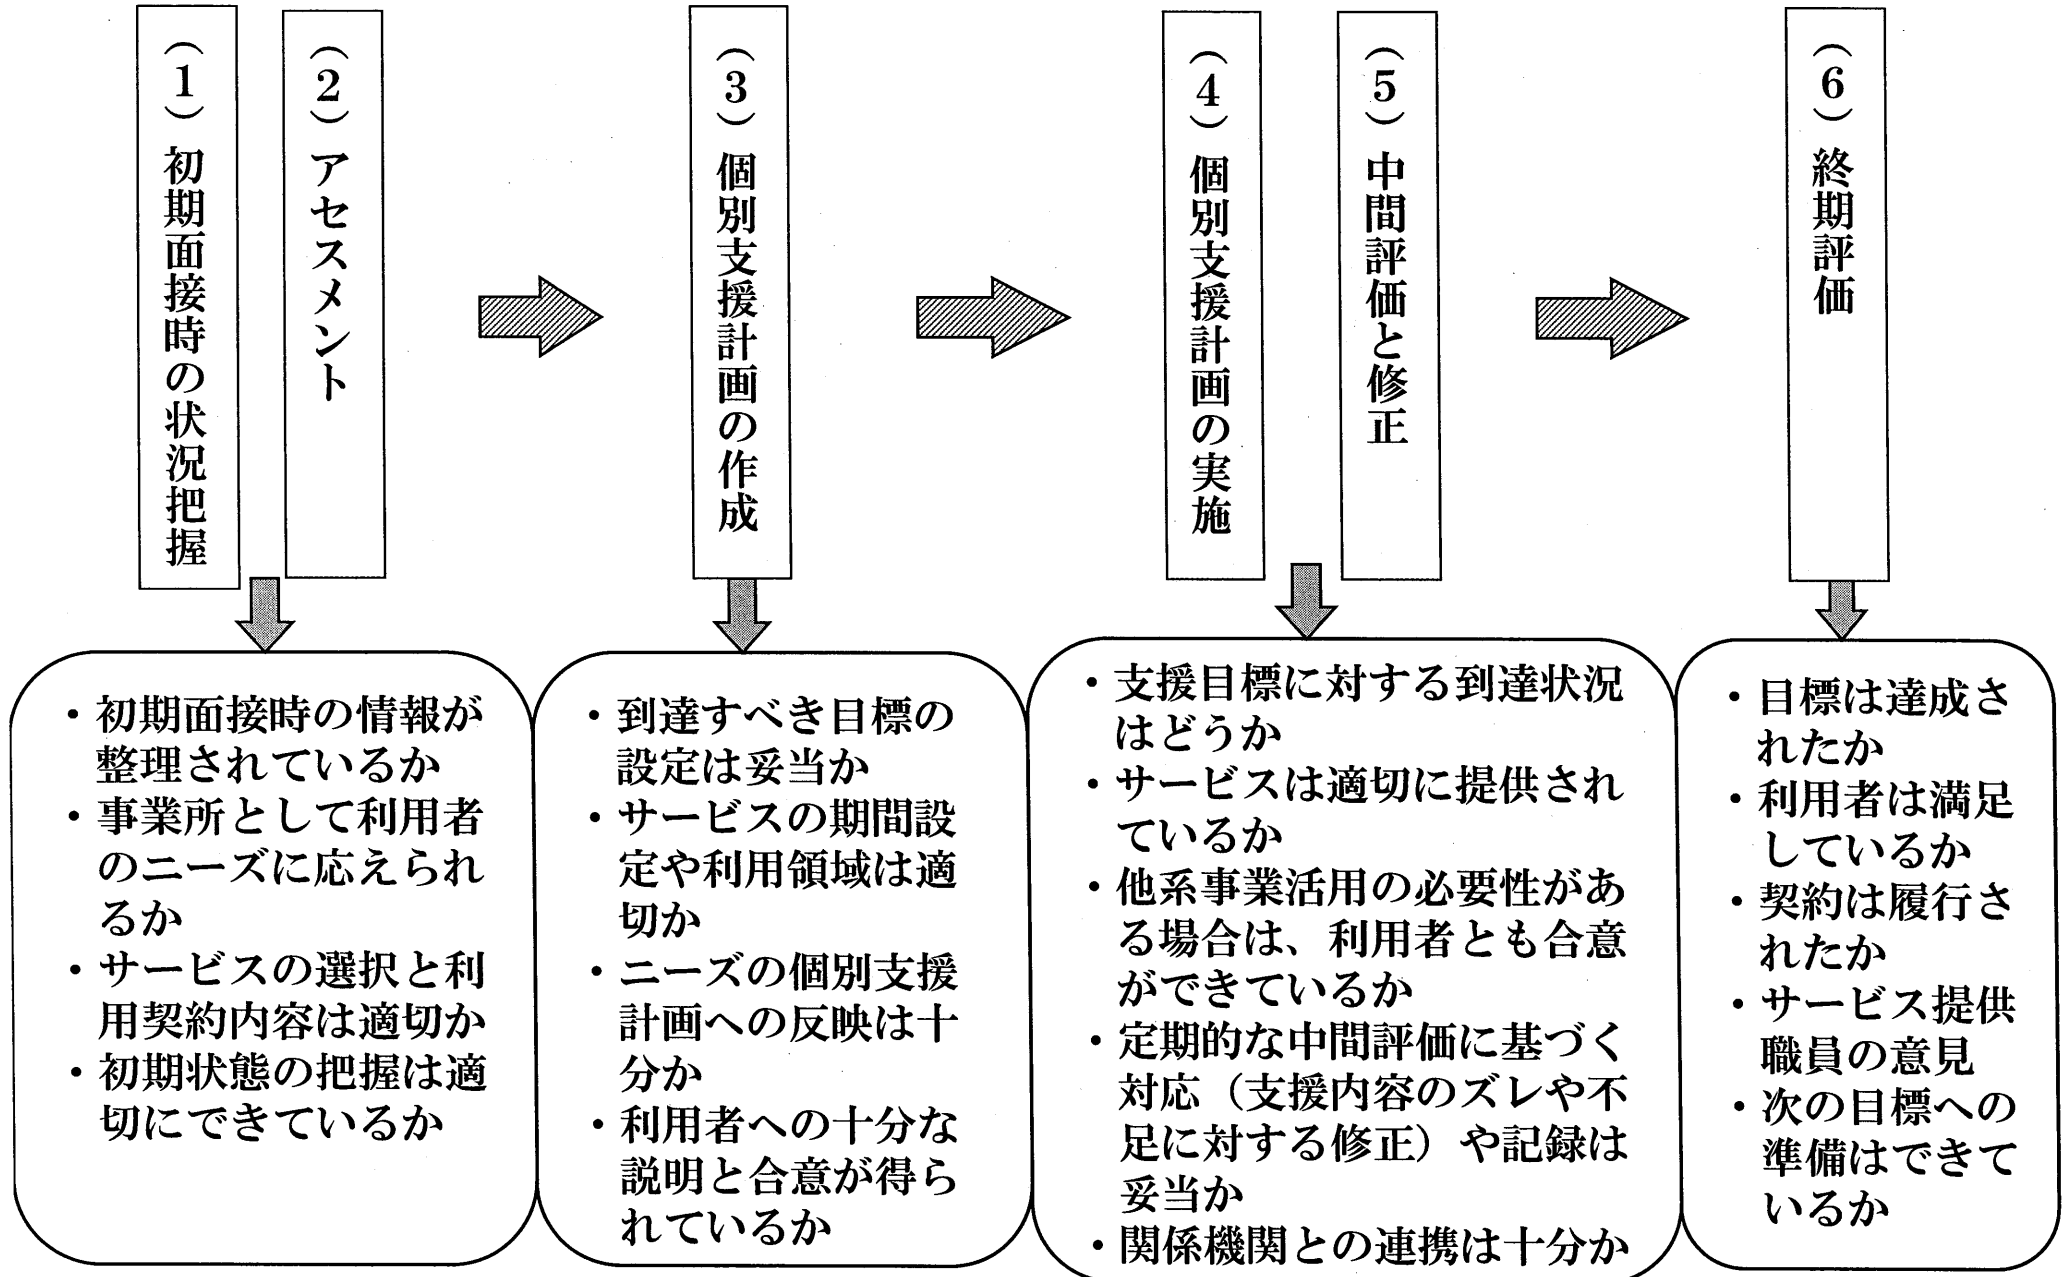 （1）初期面接時の状況把握
（2）アセスメント
（3）個別支援計画の作成
（4）個別支援計画の実施
（5）中間評価と修正
（6）終期評価
・初期面接時の情報が
整理されているか
・事業所として利用者
のニーズに応えられ
るか
・サービスの選択と利
用契約内容は適切か
・初期状態の把握は適
切にできているか
・到達すべき目標の
設定は妥当か
・サービスの期間設
定や利用領域は適
切か
・ニーズの個別支援
計画への反映は十
分か
・利用者への十分な
説明と合意が得ら
れているか
・支援目標に対する到達状況
はどうか
・サービスは適切に提供され
ているか
・他系事業活用の必要性があ
る場合は、利用者とも合意
ができているか
・定期的な中間評価に基づく
対応（支援内容のズレや不
足に対する修正）や記録は
妥当か
・関係機関との連携は十分か
・目標は達成さ
れたか
・利用者は満足
しているか
・契約は履行さ
れたか
・サービス提供
職員の意見
・次の目標への
準備はできて
いるか